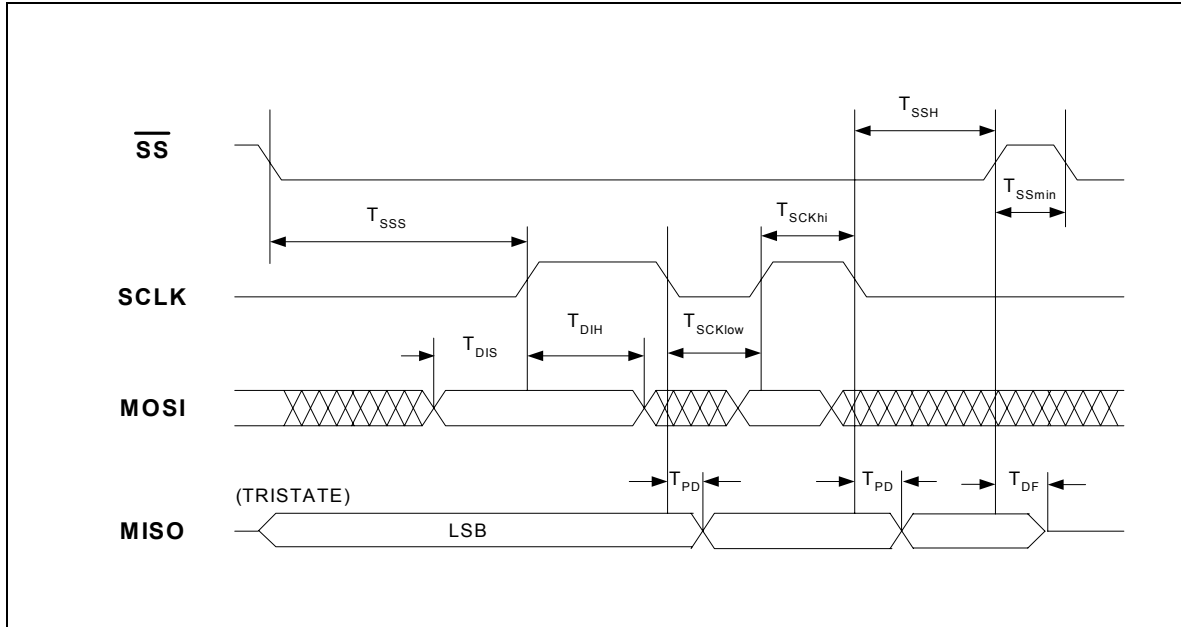 T_SSH
SS
T_SSmin
T_SSS
T_SCKhi
SCLK
T_DIS
T_DIH
T_SCKlow
MOSI
(TRISTATE)
T_PD
T_PD
T_DF
MISO
LSB